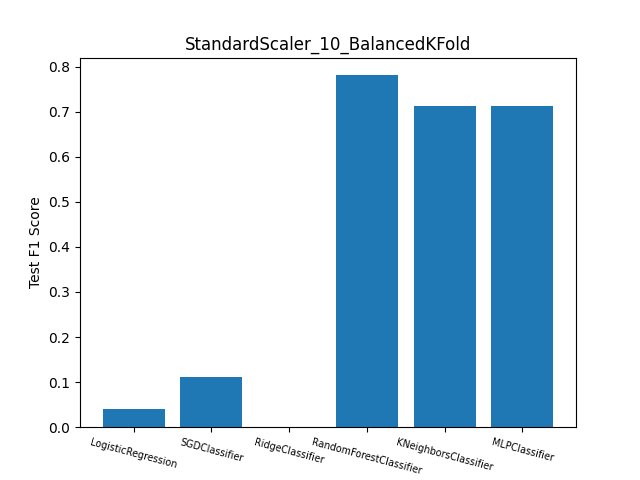 StandardScaler_10_BalancedKFold
Test F1 Score
0.8
0.7
0.6
0.5
0.4
0.3
0.2
0.1
0.0
LogisticRegression
SGDClassifier
RidgeClassifier
RandomForestClassifier
KNeighborsClassifier
MLPClassifier